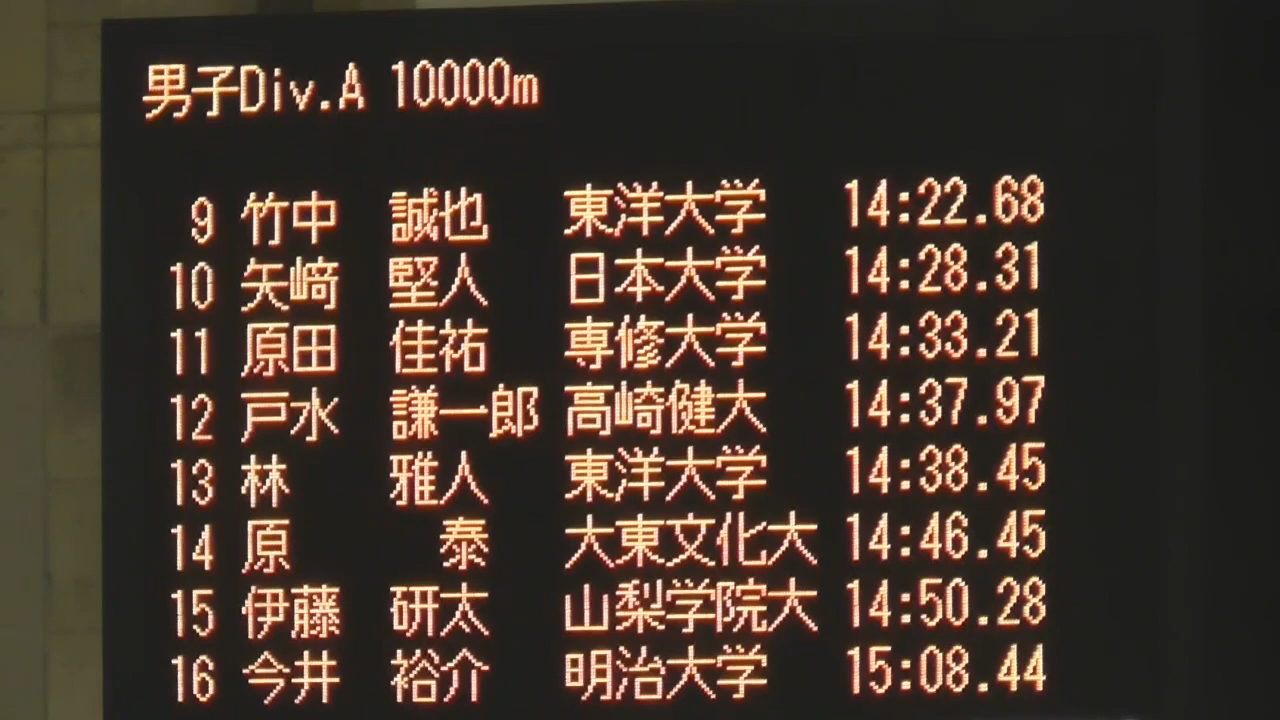 男子Div.A 10000m
9 竹中 誠也 東洋大学 14:22.68
10 矢﨑 堅人 日本大学 14:28.31
11 原田 佳祐 専修大学 14:33.21
12 戸水 謙一郎 高崎健大 14:37.97
13 林 雅人 東洋大学 14:38.45
14 原 泰 大東文化大 14:46.45
15 伊藤 研太 山梨学院大 14:50.28
16 今井 裕介 明治大学 15:08.44